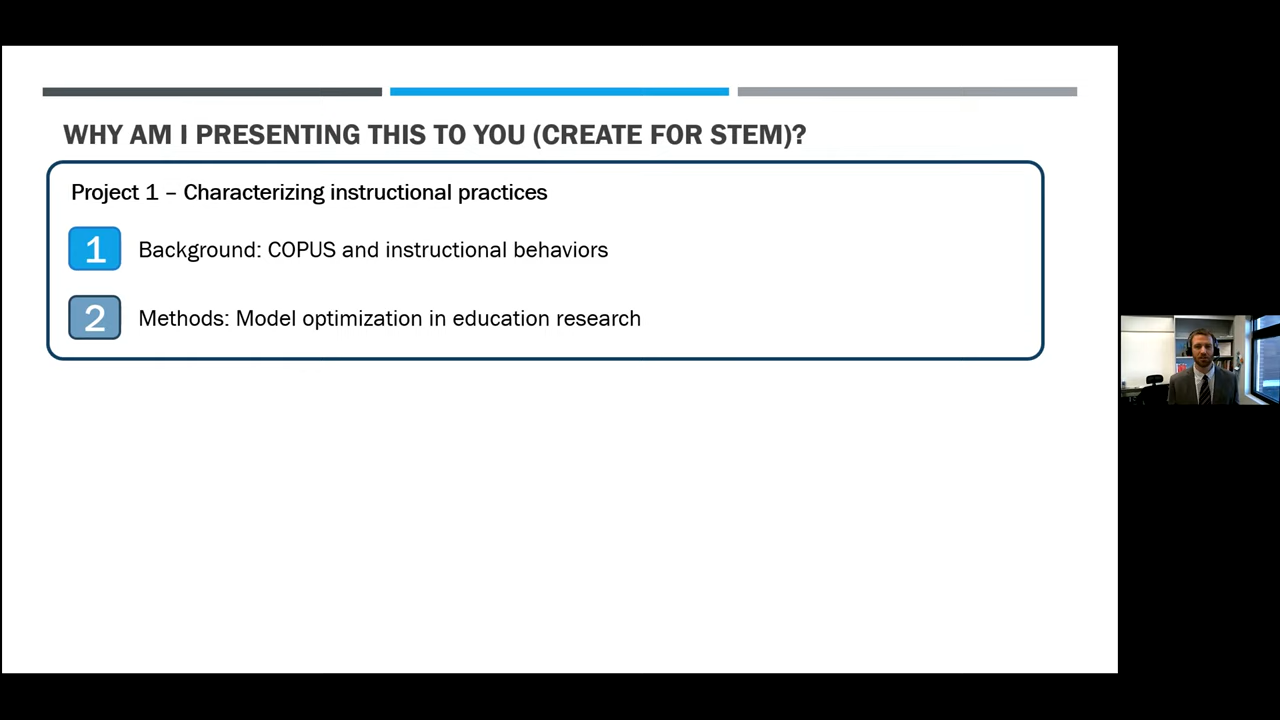 WHY AM I PRESENTING THIS TO YOU (CREATE FOR STEM)?
Project 1 – Characterizing instructional practices
1 Background: COPUS and instructional behaviors
2 Methods: Model optimization in education research